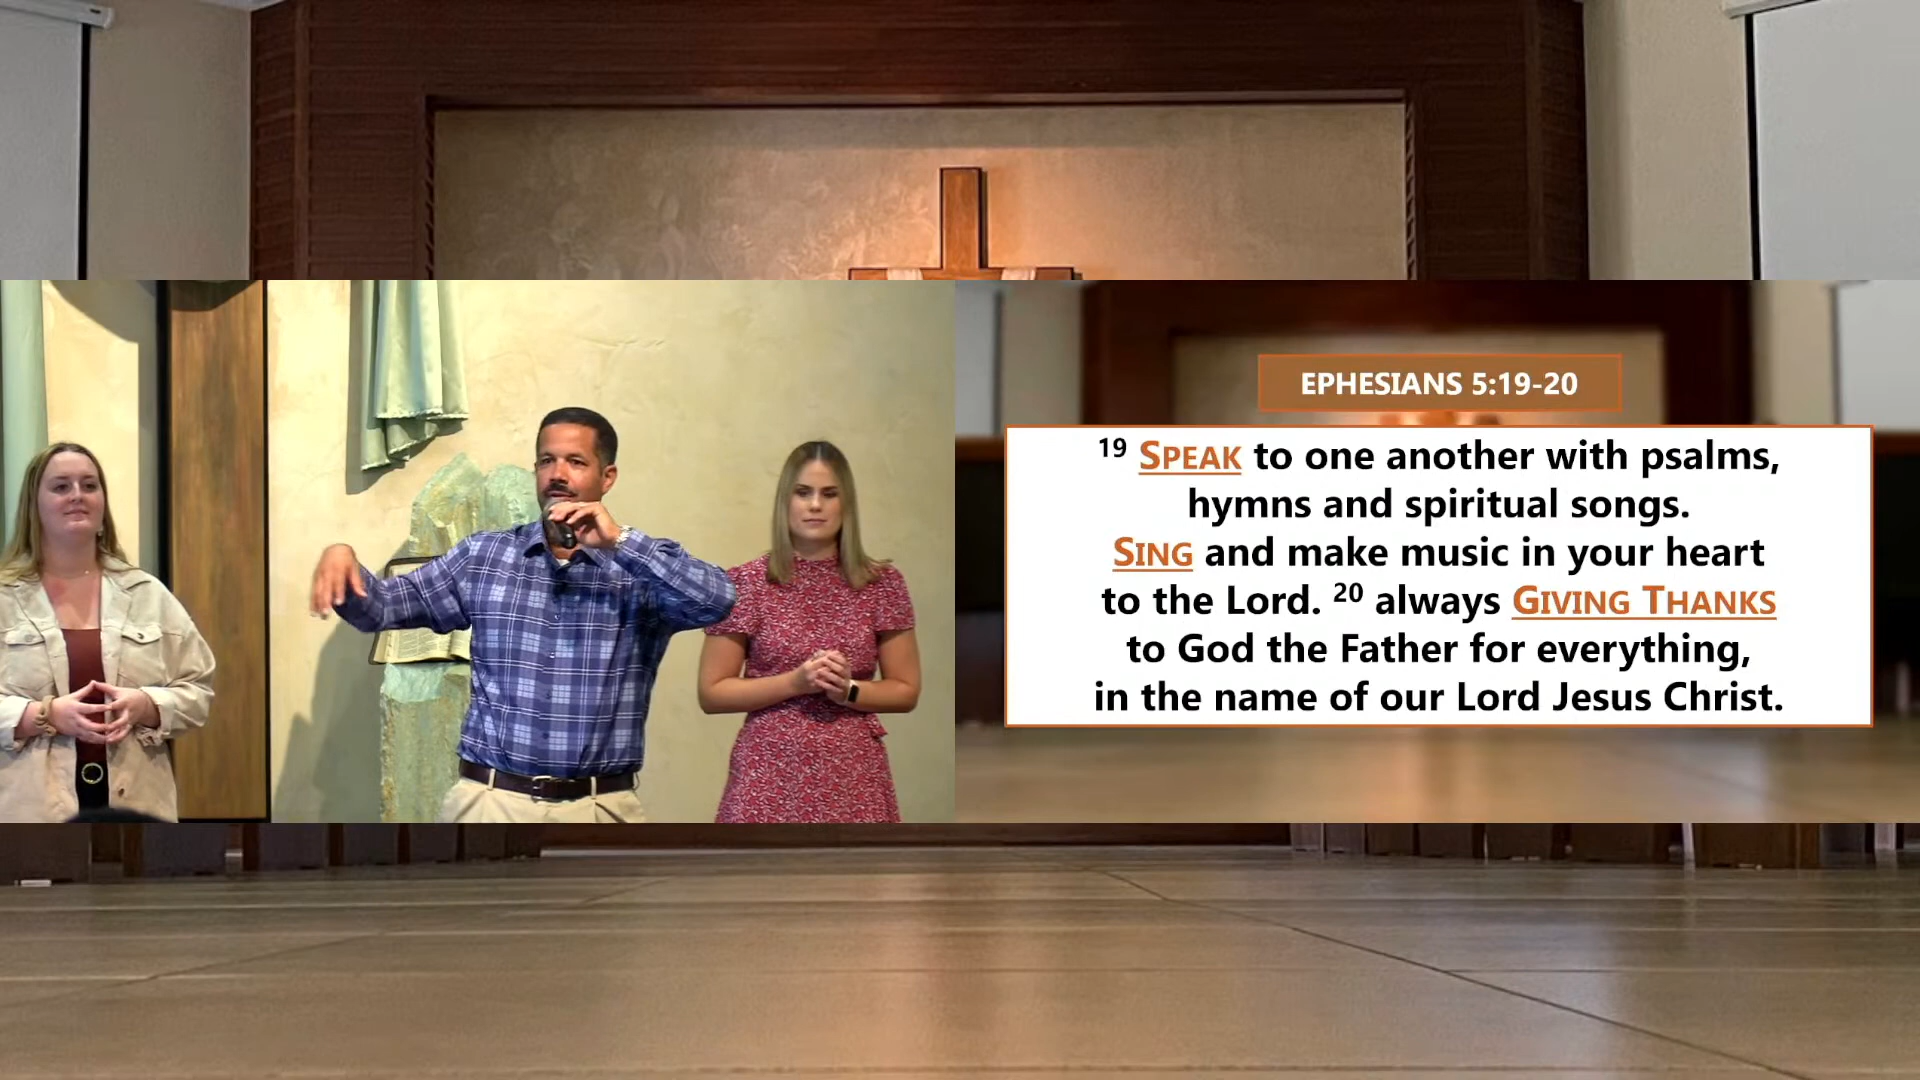 EPHESIANS 5:19-20
19 SPEAK to one another with psalms,
hymns and spiritual songs.
SING and make music in your heart
to the Lord. 20 always GIVING THANKS
to God the Father for everything,
in the name of our Lord Jesus Christ.